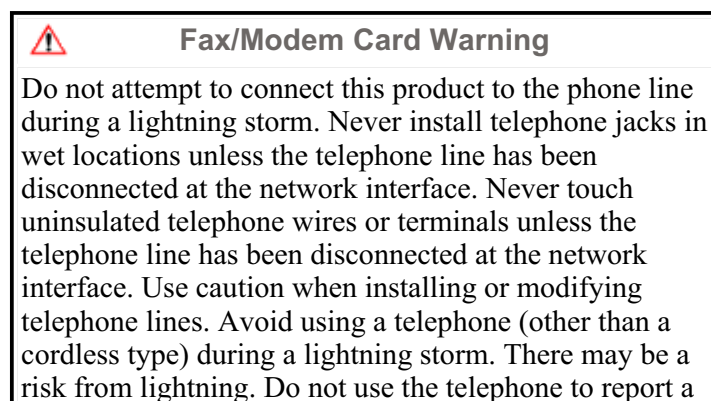 Fax/Modem Card Warning
Do not attempt to connect this product to the phone line
during a lightning storm. Never install telephone jacks in
wet locations unless the telephone line has been
disconnected at the network interface. Never touch
uninsulated telephone wires or terminals unless the
telephone line has been disconnected at the network
interface. Use caution when installing or modifying
telephone lines. Avoid using a telephone (other than a
cordless type) during a lightning storm. There may be a
risk from lightning. Do not use the telephone to report a